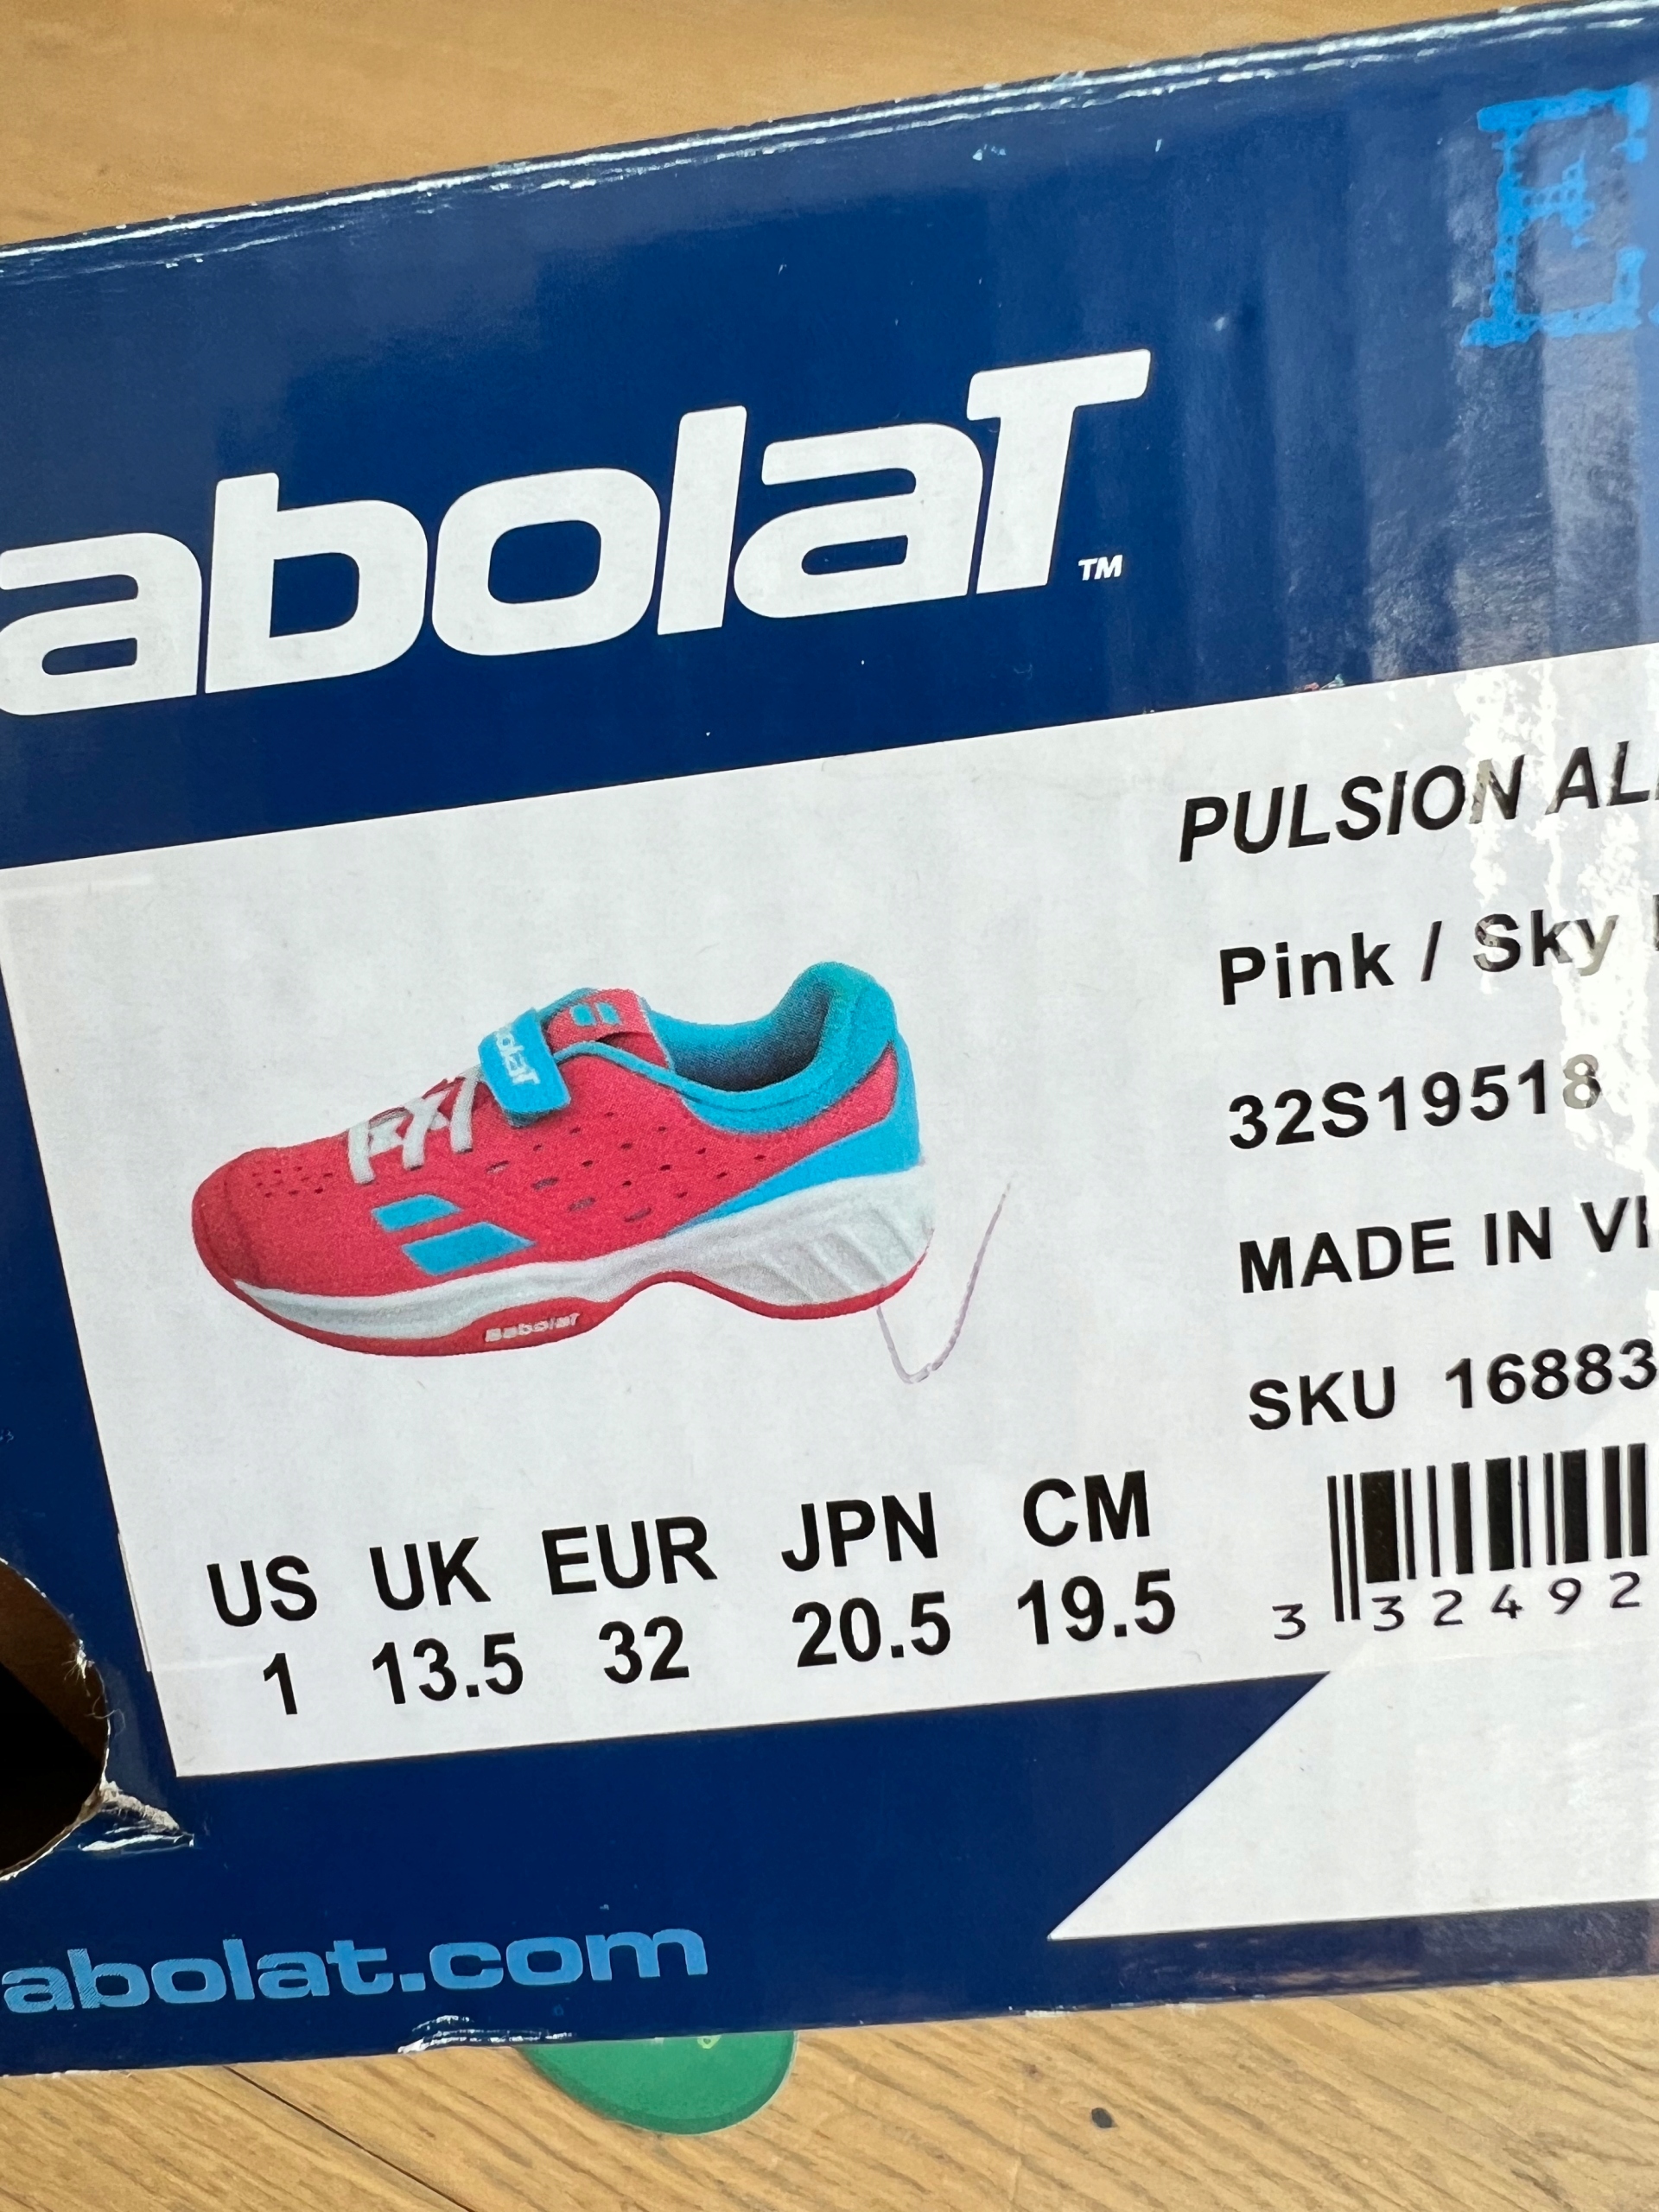 abolaT™
PULSION AL
Pink / Sky
32S19518
MADE IN VI
SKU 16883
olaT
Babolat
US UK EUR JPN CM
1 13.5 32 20.5 19.5
3 32492
abolat.com